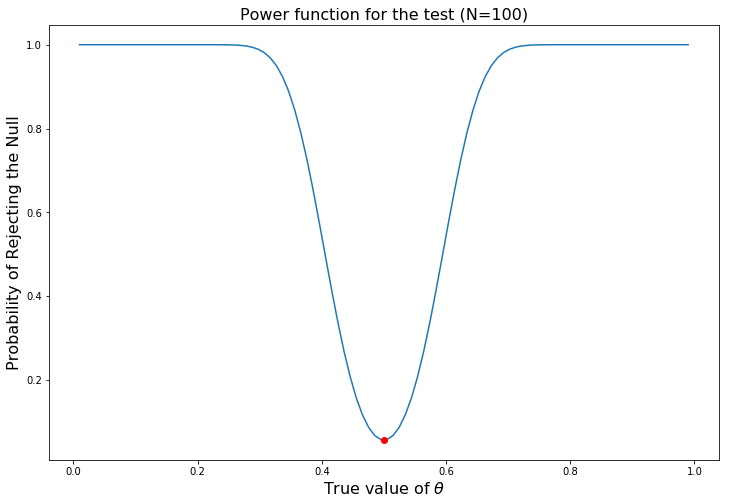 Power function for the test (N=100)
Probability of Rejecting the Null
1.0
0.8
0.6
0.4
0.2
0.0 0.2 0.4 0.6 0.8 1.0
True value of θ